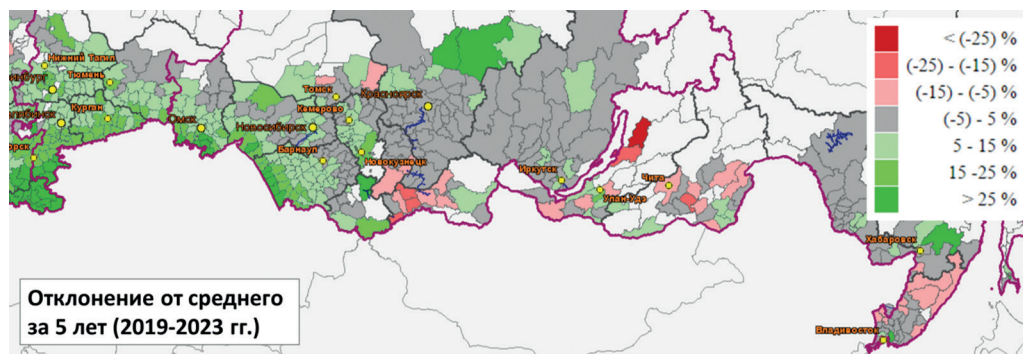 Нижний Тагил
Тюмень
Курган
Омск
Томск
Кемерово
Красноярск
Новосибирск
Барнаул
Новокузнецк
Иркутск
Улан-Удэ
Чита
Хабаровск
Владивосток
< (-25) %
(-25) - (-15) %
(-15) - (-5) %
(-5) - 5 %
5 - 15 %
15 -25 %
> 25 %
Отклонение от среднего
за 5 лет (2019-2023 гг.)